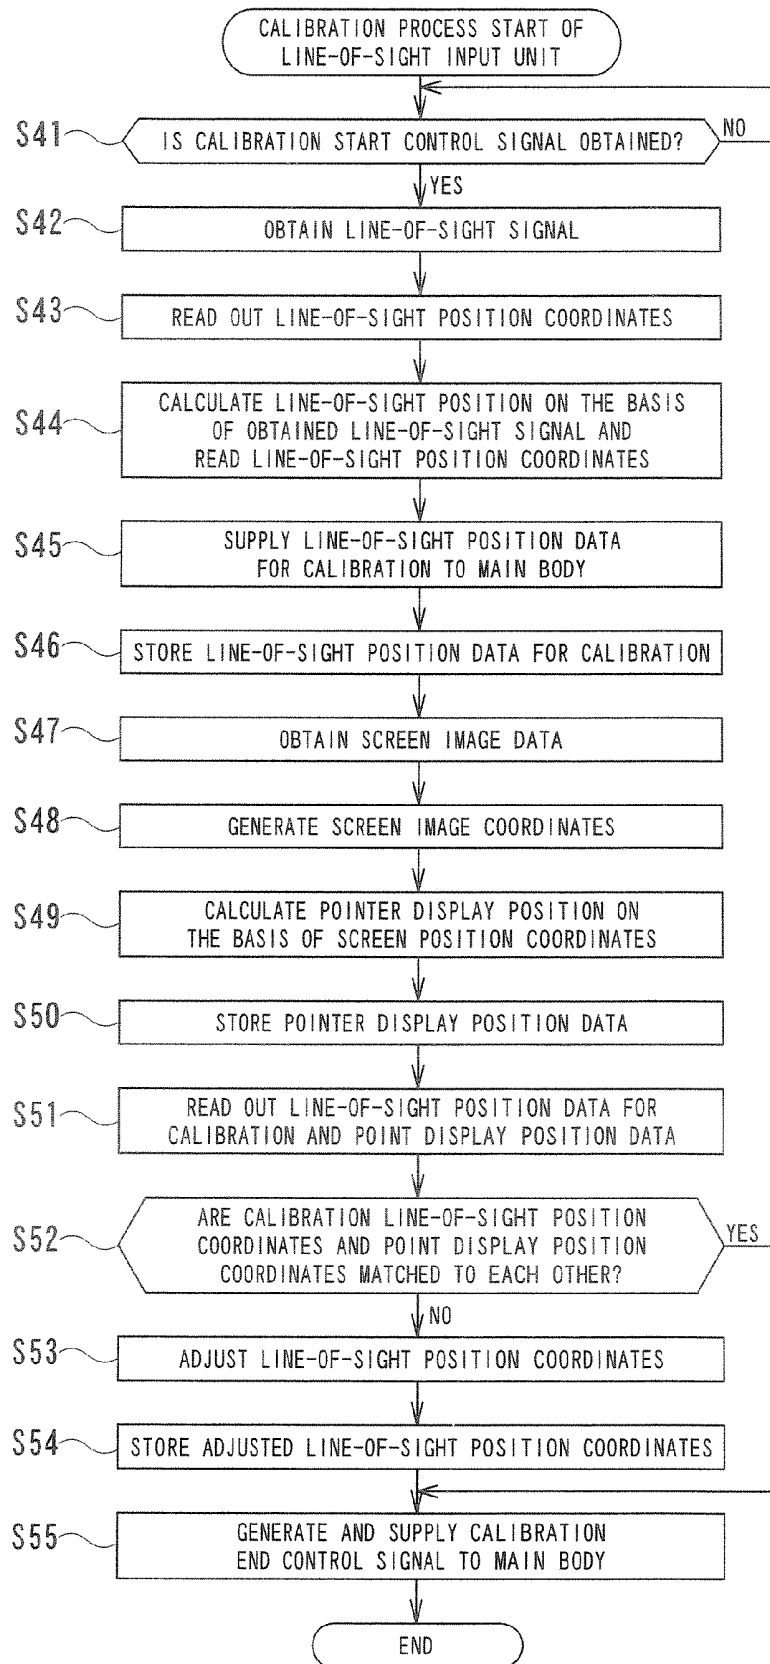 CALIBRATION PROCESS START OF
LINE-OF-SIGHT INPUT UNIT
S41
IS CALIBRATION START CONTROL SIGNAL OBTAINED?
NO
YES
S42
OBTAIN LINE-OF-SIGHT SIGNAL
S43
READ OUT LINE-OF-SIGHT POSITION COORDINATES
S44
CALCULATE LINE-OF-SIGHT POSITION ON THE BASIS
OF OBTAINED LINE-OF-SIGHT SIGNAL AND
READ LINE-OF-SIGHT POSITION COORDINATES
S45
SUPPLY LINE-OF-SIGHT POSITION DATA
FOR CALIBRATION TO MAIN BODY
S46
STORE LINE-OF-SIGHT POSITION DATA FOR CALIBRATION
S47
OBTAIN SCREEN IMAGE DATA
S48
GENERATE SCREEN IMAGE COORDINATES
S49
CALCULATE POINTER DISPLAY POSITION ON
THE BASIS OF SCREEN POSITION COORDINATES
S50
STORE POINTER DISPLAY POSITION DATA
S51
READ OUT LINE-OF-SIGHT POSITION DATA FOR
CALIBRATION AND POINT DISPLAY POSITION DATA
S52
ARE CALIBRATION LINE-OF-SIGHT POSITION
COORDINATES AND POINT DISPLAY POSITION
COORDINATES MATCHED TO EACH OTHER?
YES
NO
S53
ADJUST LINE-OF-SIGHT POSITION COORDINATES
S54
STORE ADJUSTED LINE-OF-SIGHT POSITION COORDINATES
S55
GENERATE AND SUPPLY CALIBRATION
END CONTROL SIGNAL TO MAIN BODY
END